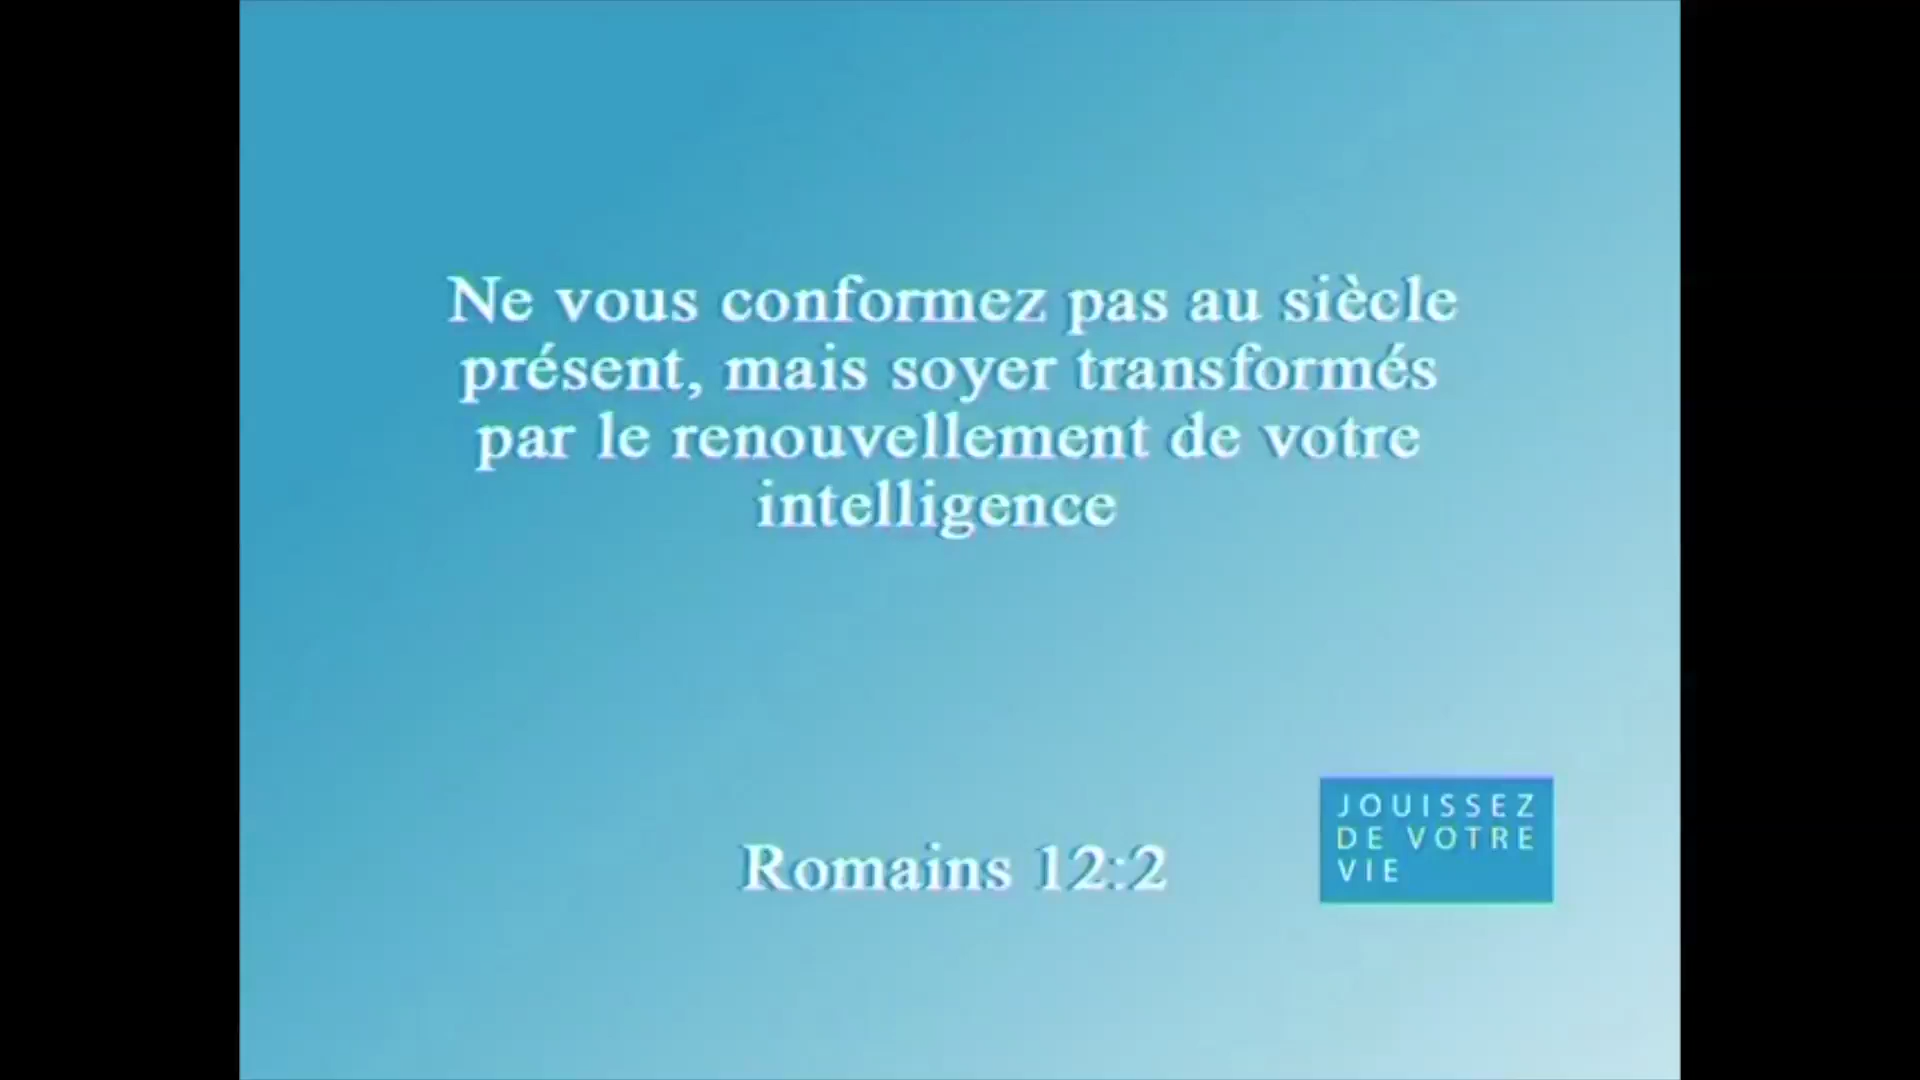 Ne vous conformez pas au siècle
présent, mais soyer transformés
par le renouvellement de votre
intelligence
Romains 12:2
JOUISSEZ
DE VOTRE
VIE